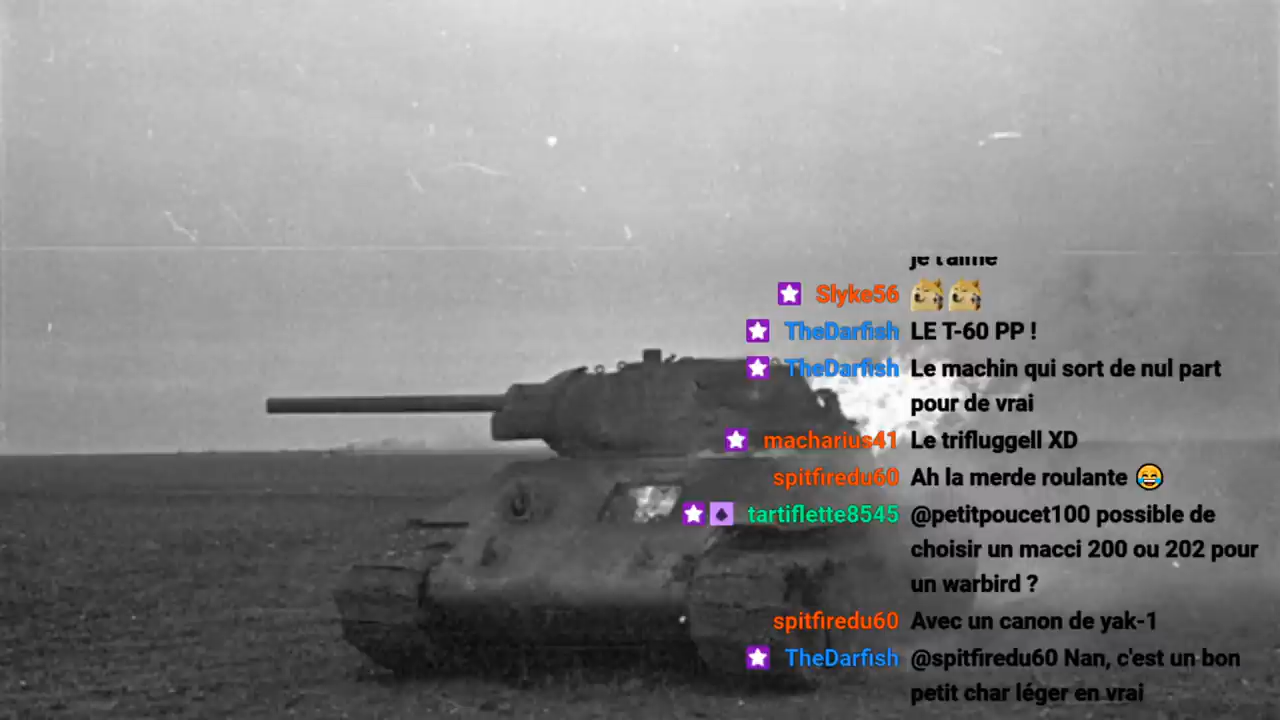 je t'aime
Slyke56
TheDarfish LE T-60 PP !
TheDarfish Le machin qui sort de nul part
pour de vrai
macharius41 Le trifluggell XD
spitfiredu60 Ah la merde roulante 😂
tartiflette8545 @petitpoucet100 possible de
choisir un macci 200 ou 202 pour
un warbird ?
spitfiredu60 Avec un canon de yak-1
TheDarfish @spitfiredu60 Nan, c'est un bon
petit char léger en vrai